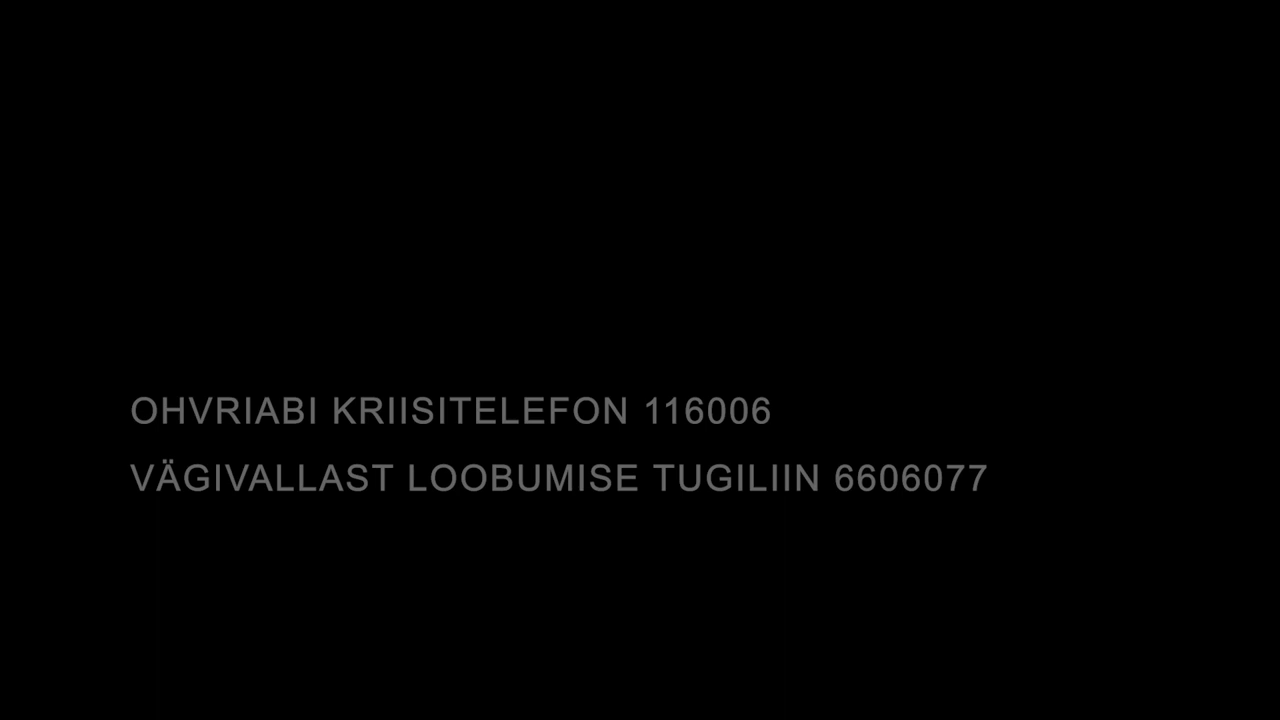 OHVRIABI KRIISITELEFON 116006
VÄGIVALLAST LOOBUMISE TUGILIIN 6606077